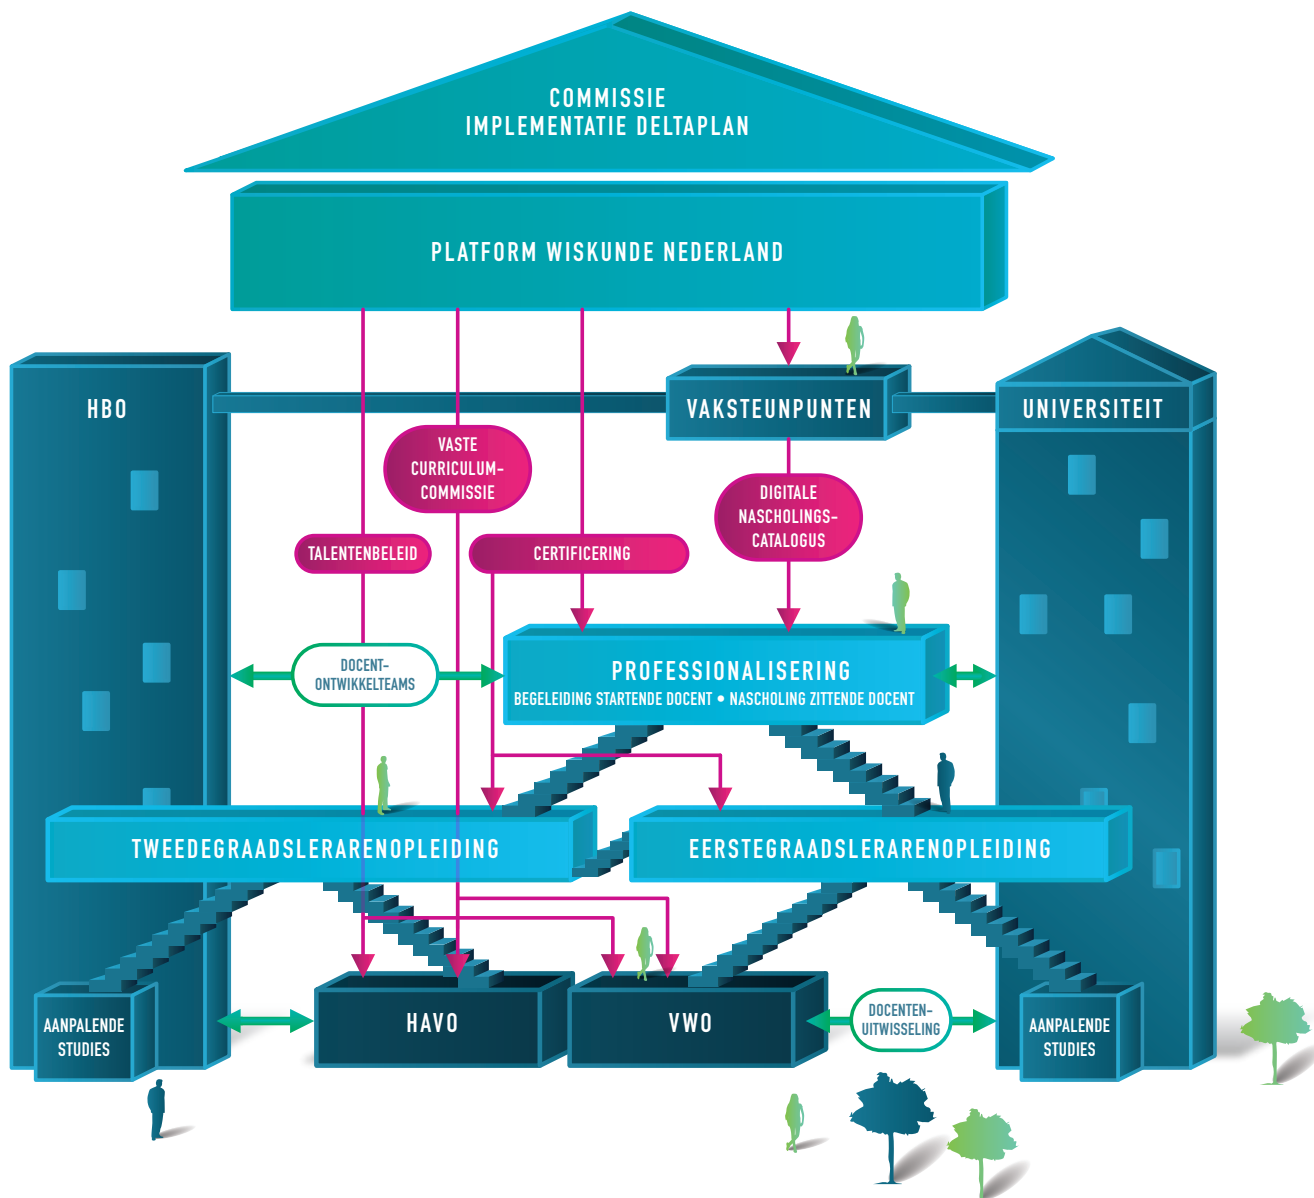 COMMISSIE
IMPLEMENTATIE DELTAPLAN
PLATFORM WISKUNDE NEDERLAND
HBO
VAKSTEUNPUNTEN
UNIVERSITEIT
VASTE
CURRICULUM-
COMMISSIE
DIGITALE
NASCHOLINGS-
CATALOGUS
TALENTENBELEID
CERTIFICERING
DOCENT-
ONTWIKKELTEAMS
PROFESSIONALISERING
BEGELEIDING STARTENDE DOCENT • NASCHOLING ZITTENDE DOCENT
TWEEDEGRAADSLERARENOPLEIDING
EERSTEGRAADSLERARENOPLEIDING
AANPALENDE
STUDIES
HAVO
VWO
DOCENTEN-
UITWISSELING
AANPALENDE
STUDIES